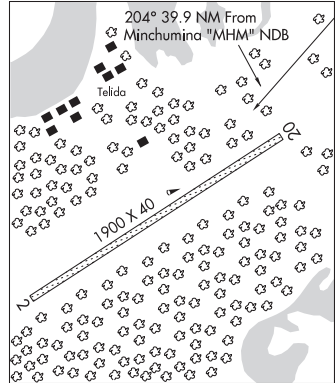 204° 39.9 NM From
Minchumina "MHM" NDB
Telida
20
1900 X 40
2